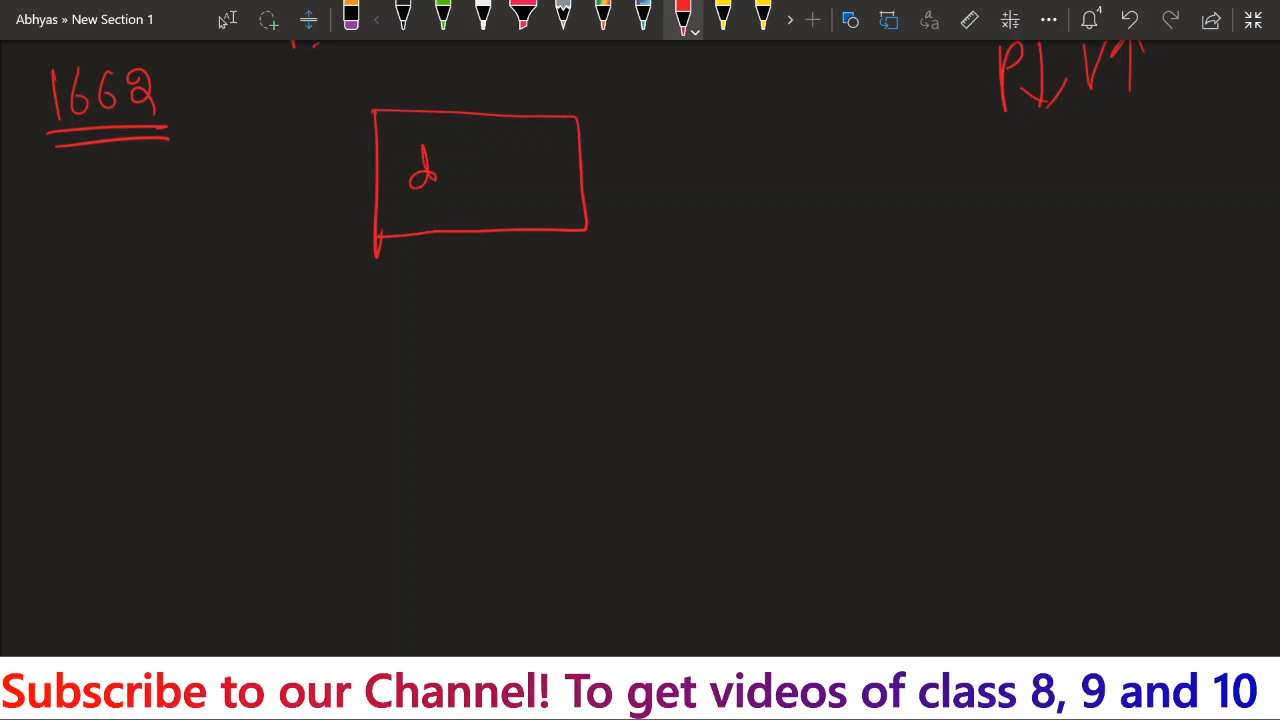 Abhyas » New Section 1
1662
P↓ V↑
d
Subscribe to our Channel! To get videos of class 8, 9 and 10